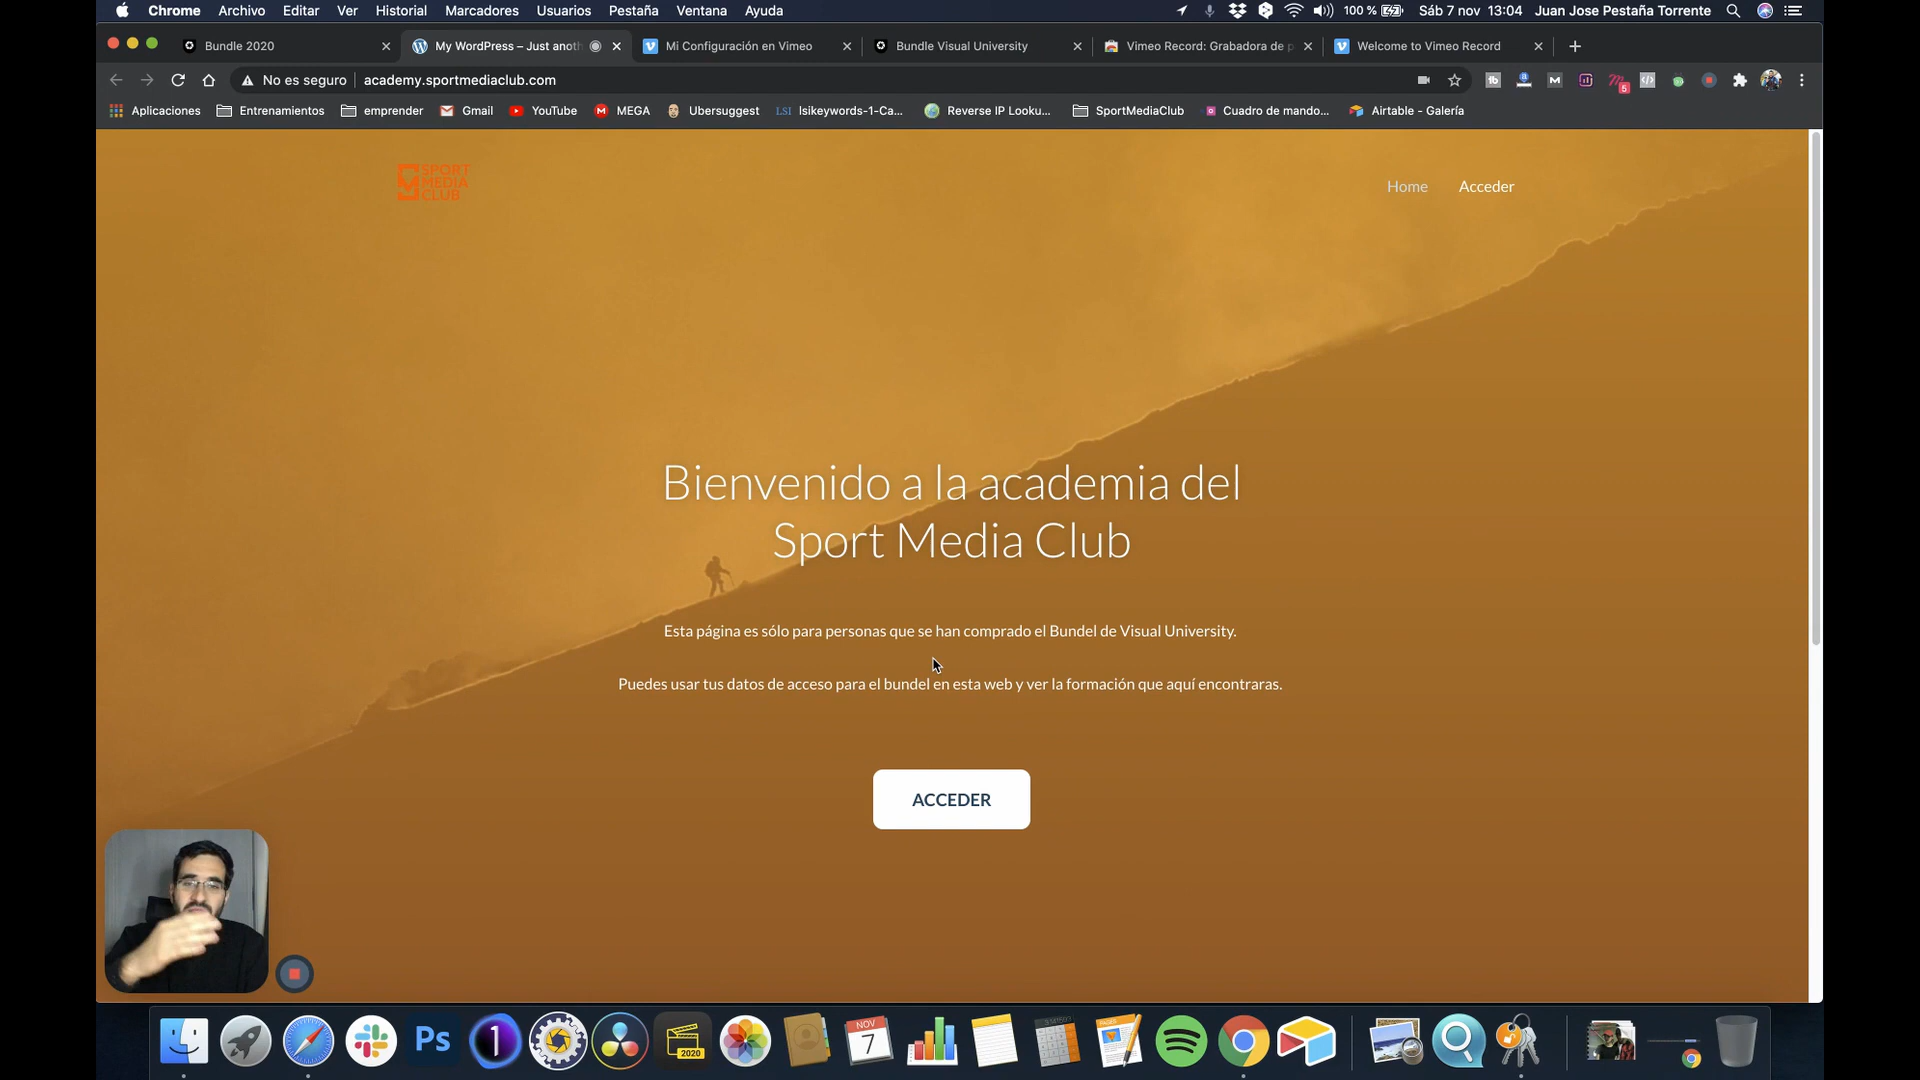 Chrome Archivo Editar Ver Historial Marcadores Usuarios Pestaña Ventana Ayuda 100 % Sáb 7 nov 13:04 Juan Jose Pestaña Torrente
Bundle 2020 My WordPress – Just anoth Mi Configuración en Vimeo Bundle Visual University Vimeo Record: Grabadora de p Welcome to Vimeo Record
No es seguro academy.sportmediaclub.com 5
Aplicaciones Entrenamientos emprender Gmail YouTube MEGA Ubersuggest LSI lsikeywords-1-Ca... Reverse IP Looku... SportMediaClub Cuadro de mando... Airtable - Galería
SPORT
MEDIA
CLUB
Home Acceder
Bienvenido a la academia del
Sport Media Club
Esta página es sólo para personas que se han comprado el Bundel de Visual University.
Puedes usar tus datos de acceso para el bundel en esta web y ver la formación que aquí encontraras.
ACCEDER
Ps 1 2020 NOV 7